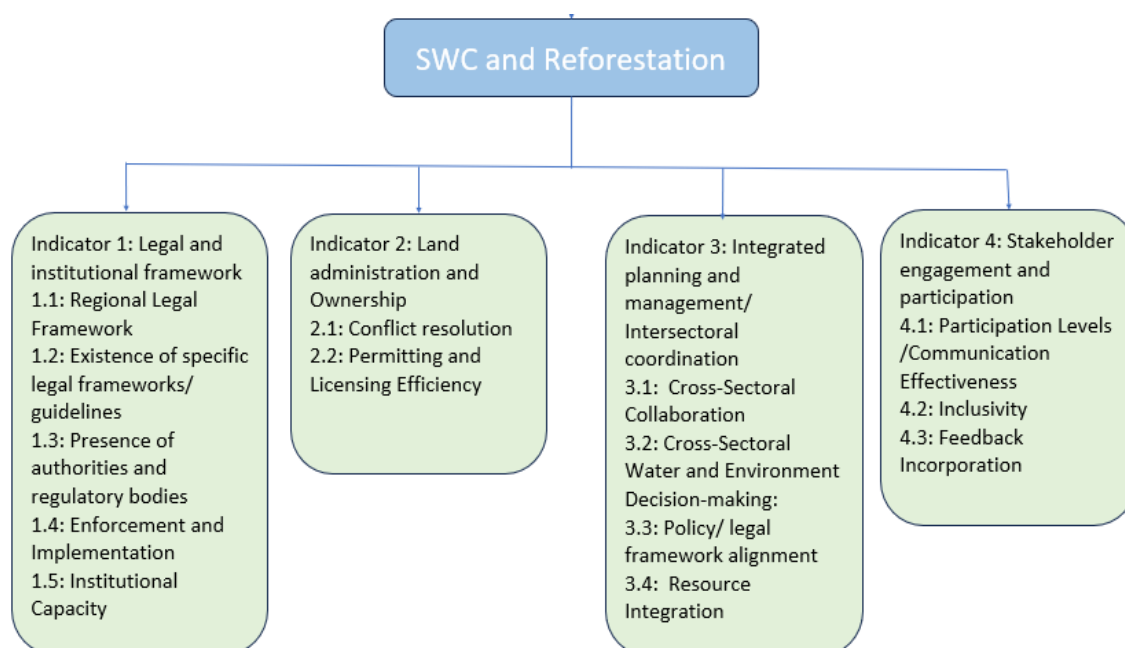 SWC and Reforestation
Indicator 1: Legal and
institutional framework
1.1: Regional Legal
Framework
1.2: Existence of specific
legal frameworks/
guidelines
1.3: Presence of
authorities and
regulatory bodies
1.4: Enforcement and
Implementation
1.5: Institutional
Capacity
Indicator 2: Land
administration and
Ownership
2.1: Conflict resolution
2.2: Permitting and
Licensing Efficiency
Indicator 3: Integrated
planning and
management/
Intersectoral
coordination
3.1: Cross-Sectoral
Collaboration
3.2: Cross-Sectoral
Water and Environment
Decision-making:
3.3: Policy/ legal
framework alignment
3.4: Resource
Integration
Indicator 4: Stakeholder
engagement and
participation
4.1: Participation Levels
/Communication
Effectiveness
4.2: Inclusivity
4.3: Feedback
Incorporation